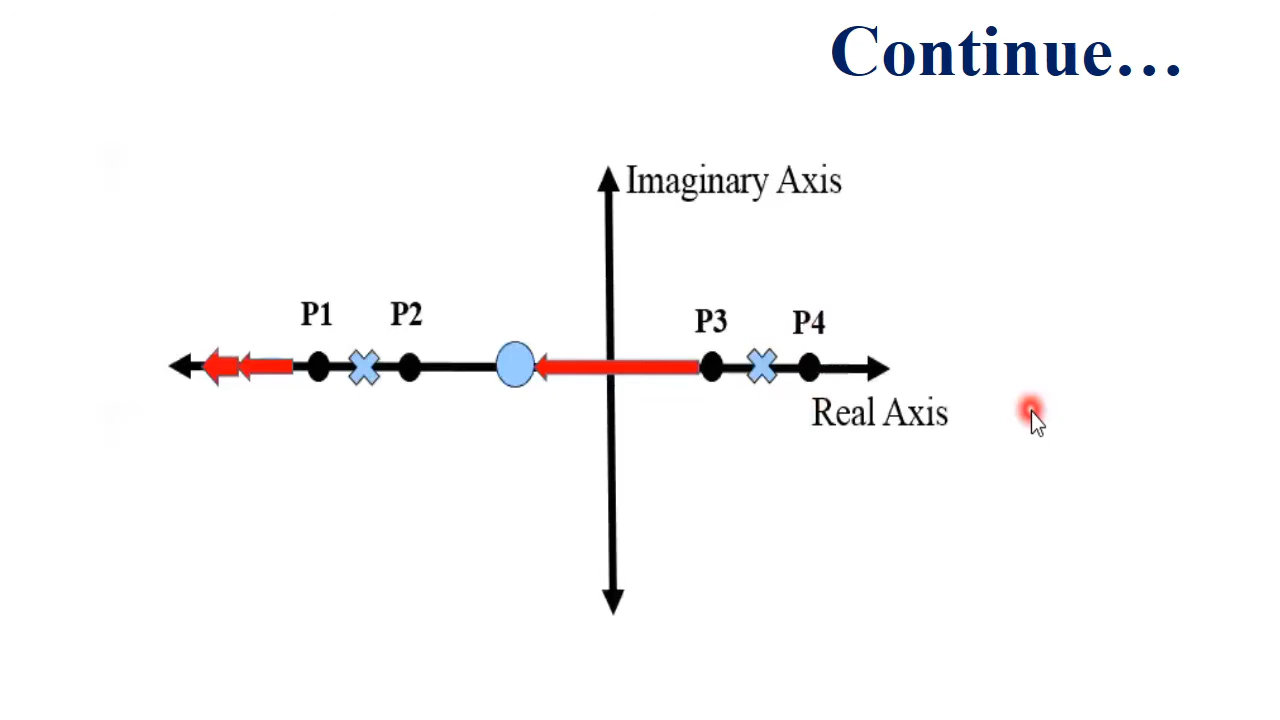 Continue…
Imaginary Axis
P1
P2
P3
P4
Real Axis